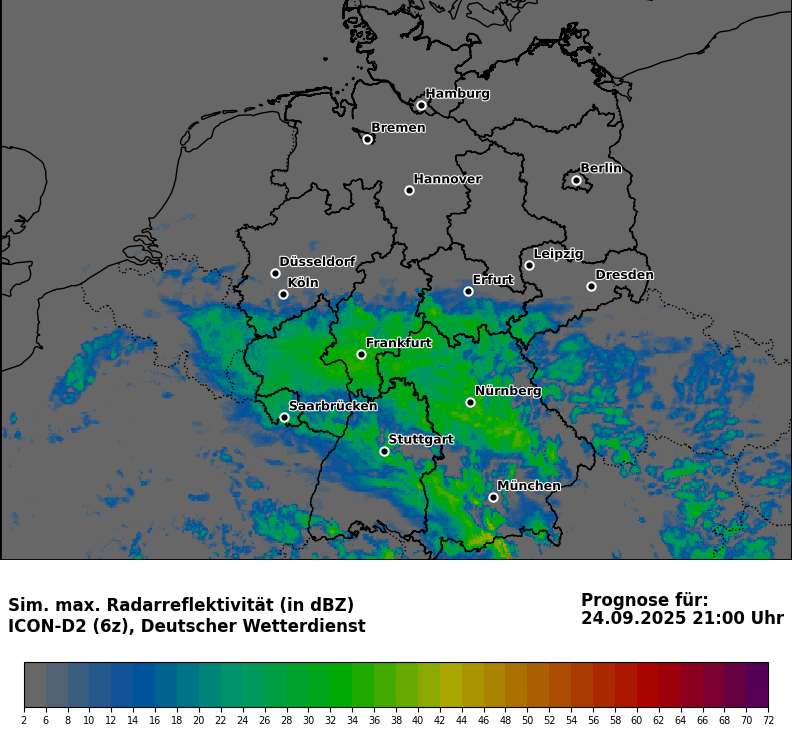 Hamburg
Bremen
Berlin
Hannover
Leipzig
Düsseldorf
Dresden
Köln
Erfurt
Frankfurt
Nürnberg
Saarbrücken
Stuttgart
München
Sim. max. Radarreflektivität (in dBZ)
ICON-D2 (6z), Deutscher Wetterdienst
Prognose für:
24.09.2025 21:00 Uhr
2 6 8 10 12 14 16 18 20 22 24 26 28 30 32 34 36 38 40 42 44 46 48 50 52 54 56 58 60 62 64 66 68 70 72